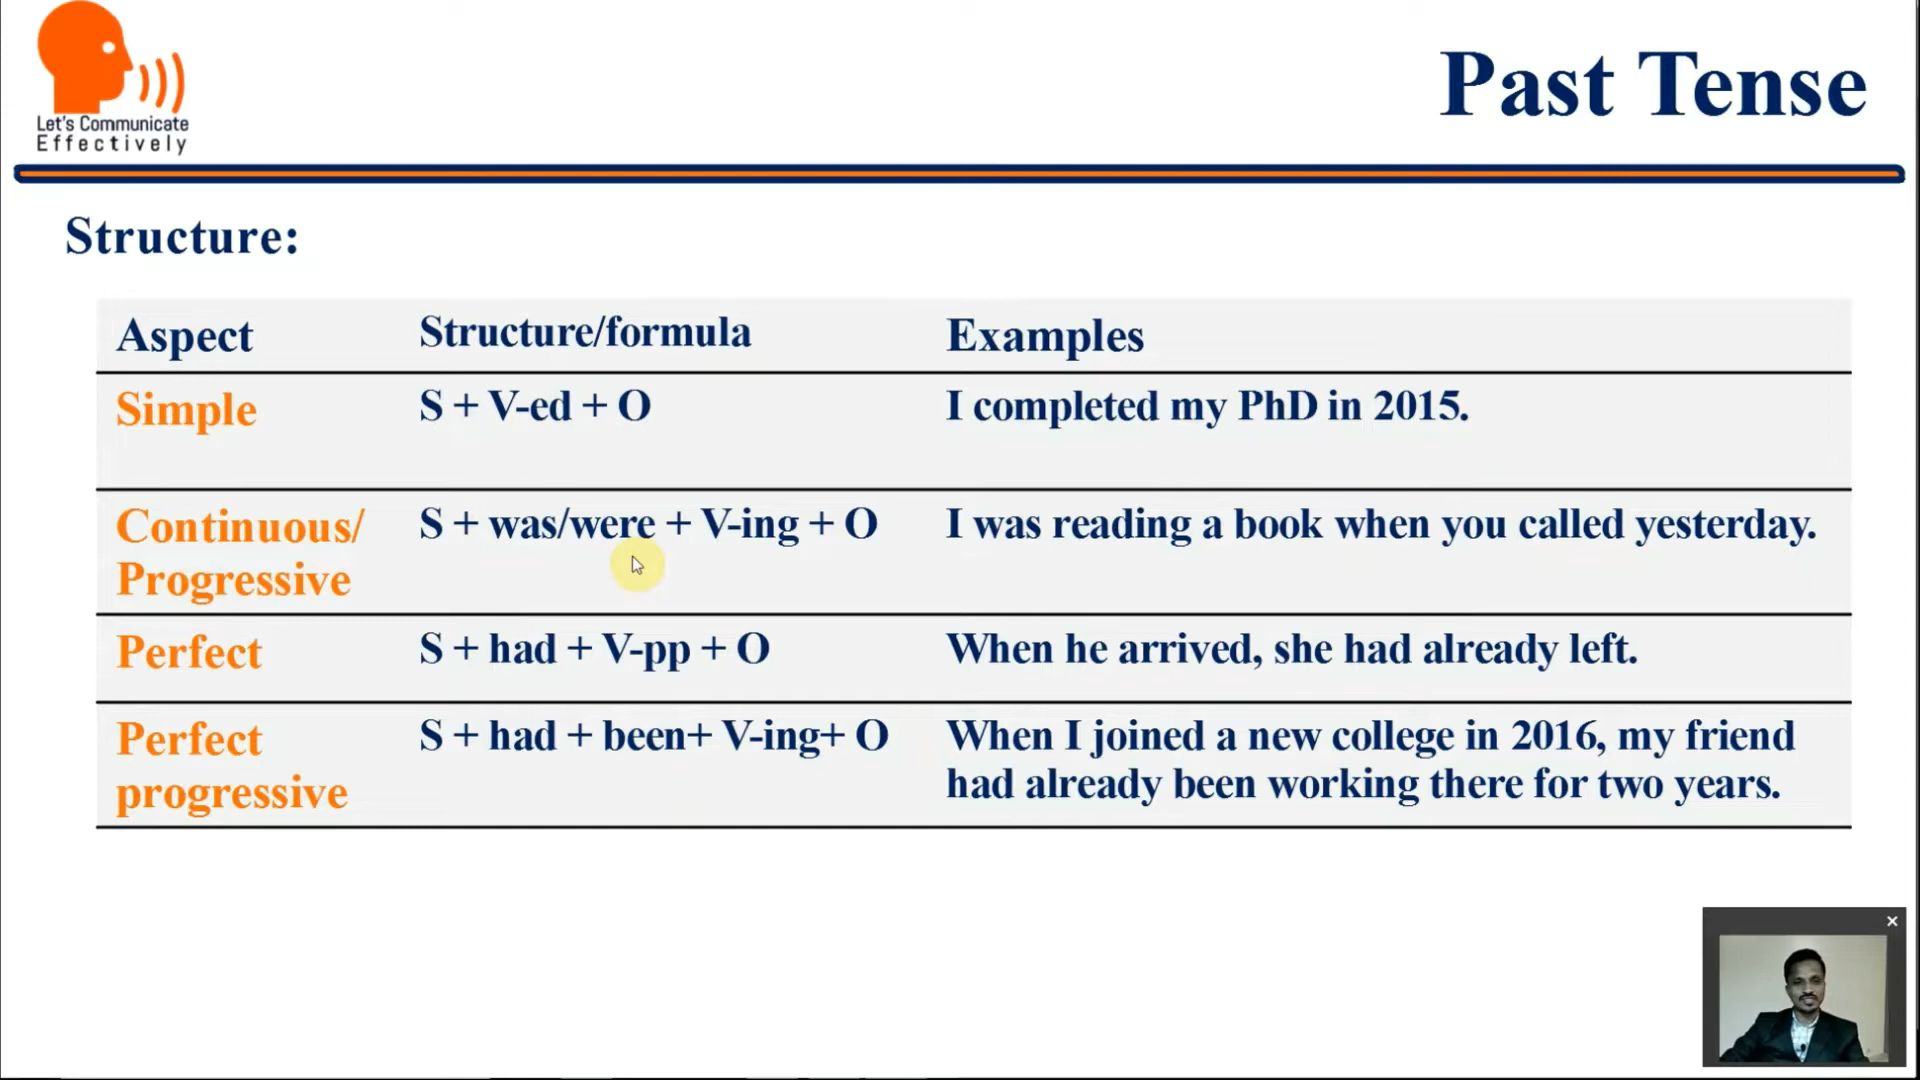 Let's Communicate
Effectively
Past Tense
Structure:
Aspect Structure/formula Examples
Simple S + V-ed + O I completed my PhD in 2015.
Continuous/ S + was/were + V-ing + O I was reading a book when you called yesterday.
Progressive
Perfect S + had + V-pp + O When he arrived, she had already left.
Perfect S + had + been+ V-ing+ O When I joined a new college in 2016, my friend
progressive had already been working there for two years.